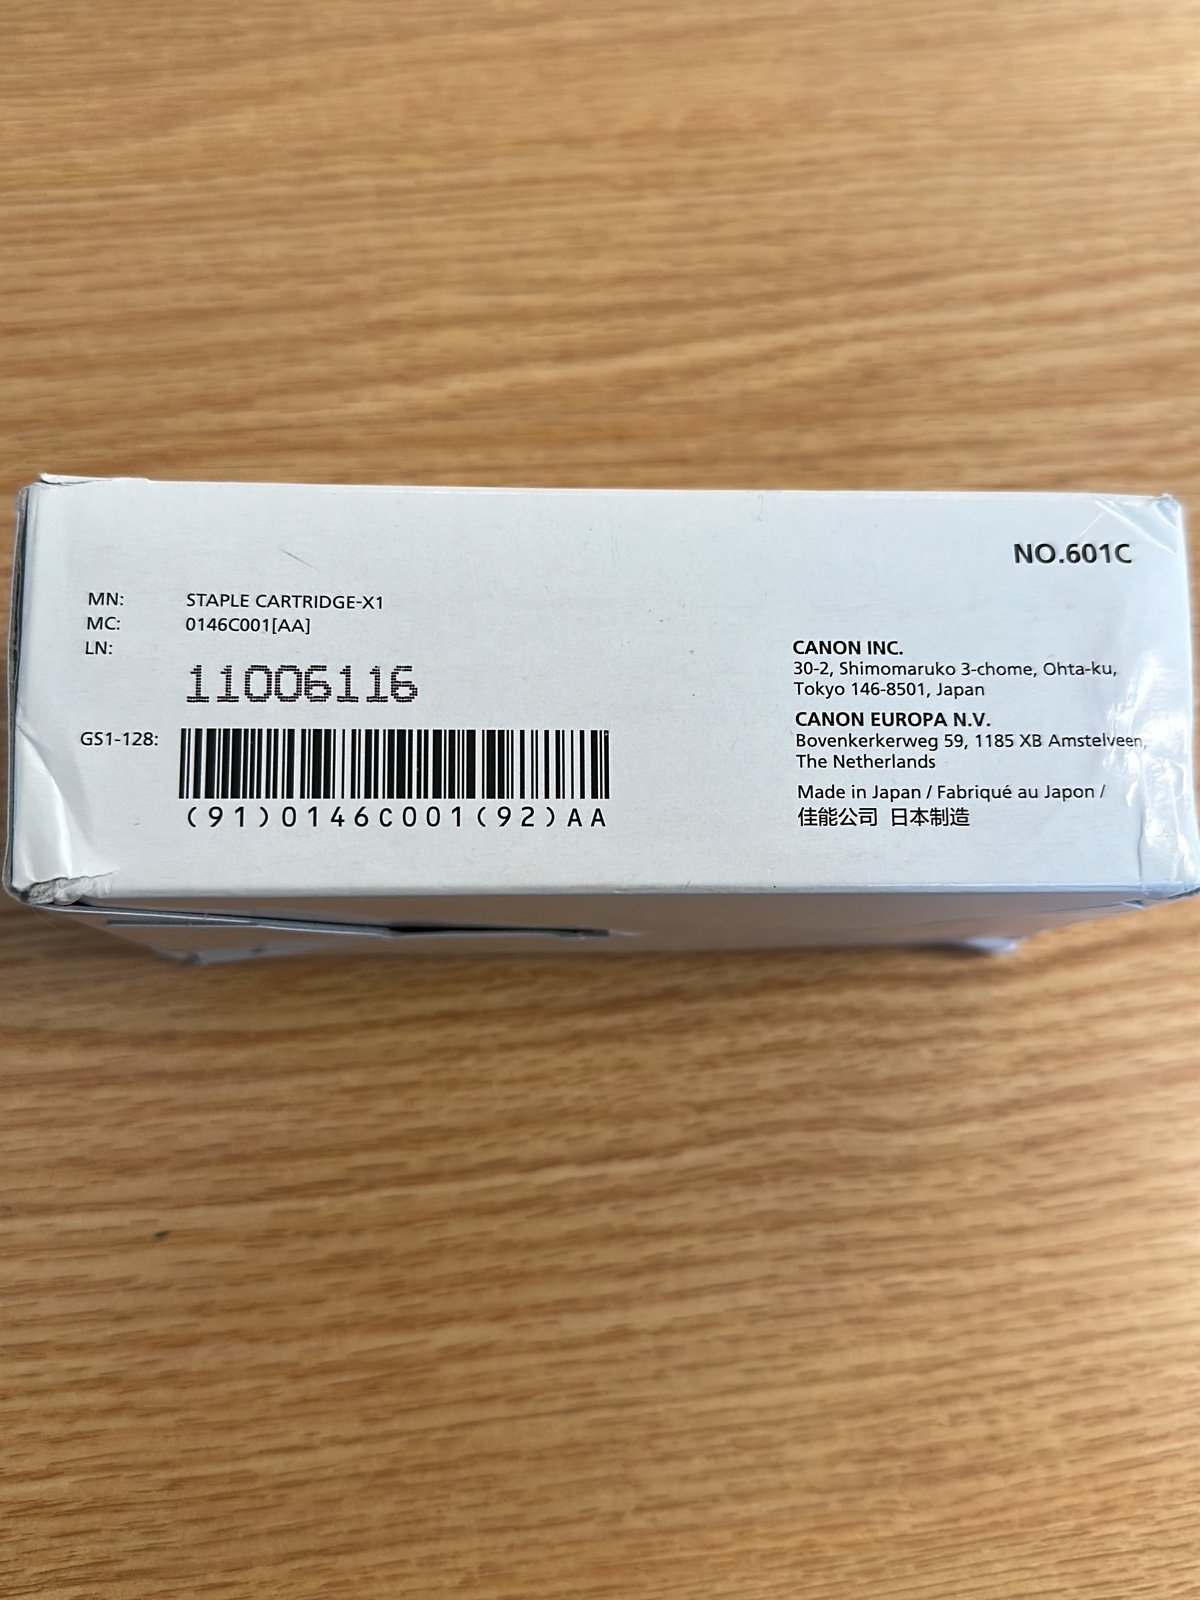 NO.601C
MN: STAPLE CARTRIDGE-X1
MC: 0146C001[AA]
LN:
11006116
GS1-128:
(91)0146C001(92)AA
CANON INC.
30-2, Shimomaruko 3-chome, Ohta-ku,
Tokyo 146-8501, Japan
CANON EUROPA N.V.
Bovenkerkerweg 59, 1185 XB Amstelveen,
The Netherlands
Made in Japan / Fabriqué au Japon /
佳能公司 日本制造